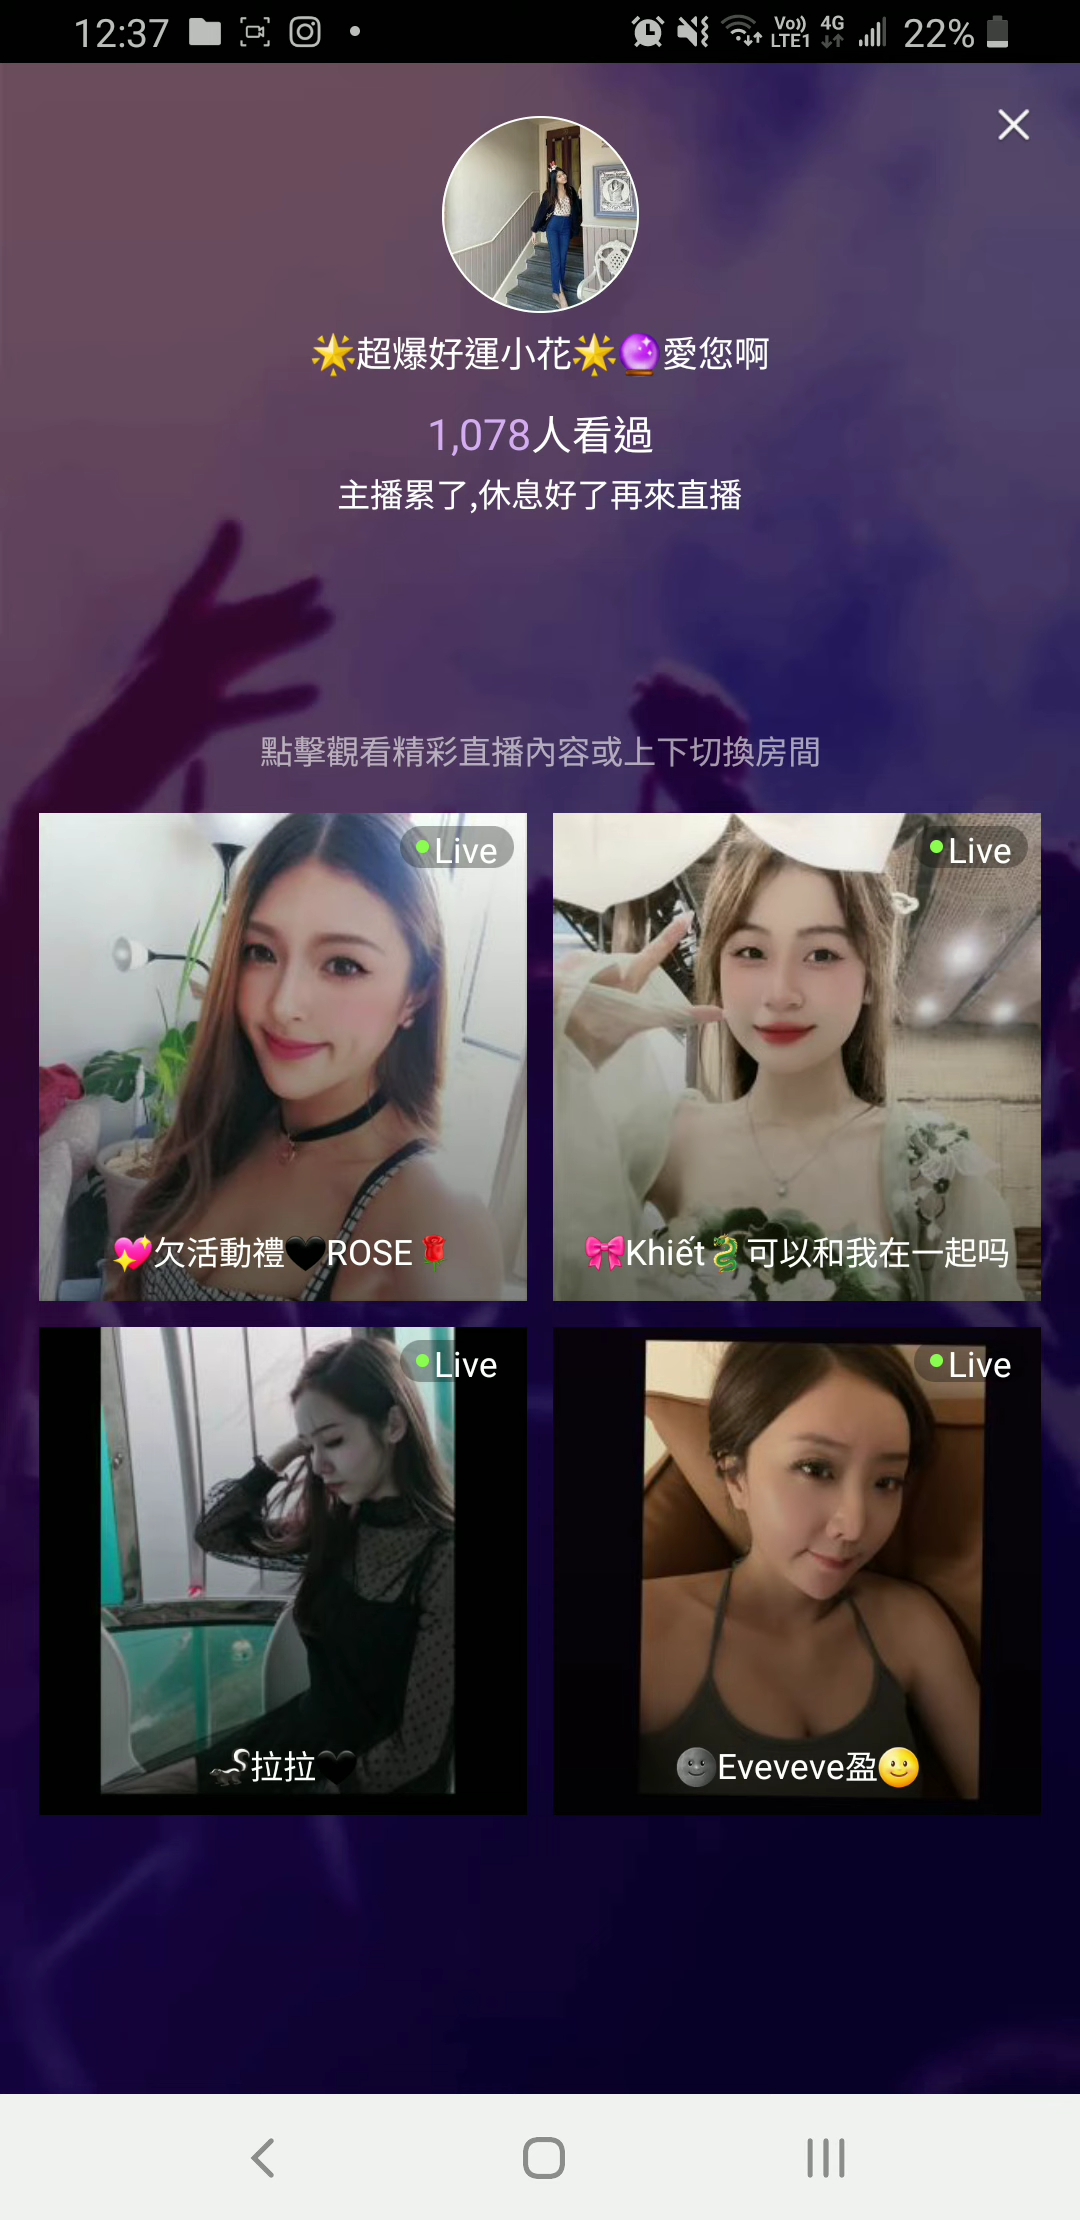 12:37
Vo)) LTE1 4G 22%
🌟超爆好運小花🌟🔮愛您啊
1,078人看過
主播累了,休息好了再來直播
點擊觀看精彩直播內容或上下切換房間
Live
Live
💖欠活動禮🖤ROSE🌹
🎀Khiết🐉可以和我在一起吗
Live
Live
拉拉🖤
🌚Eveveve盈🌝